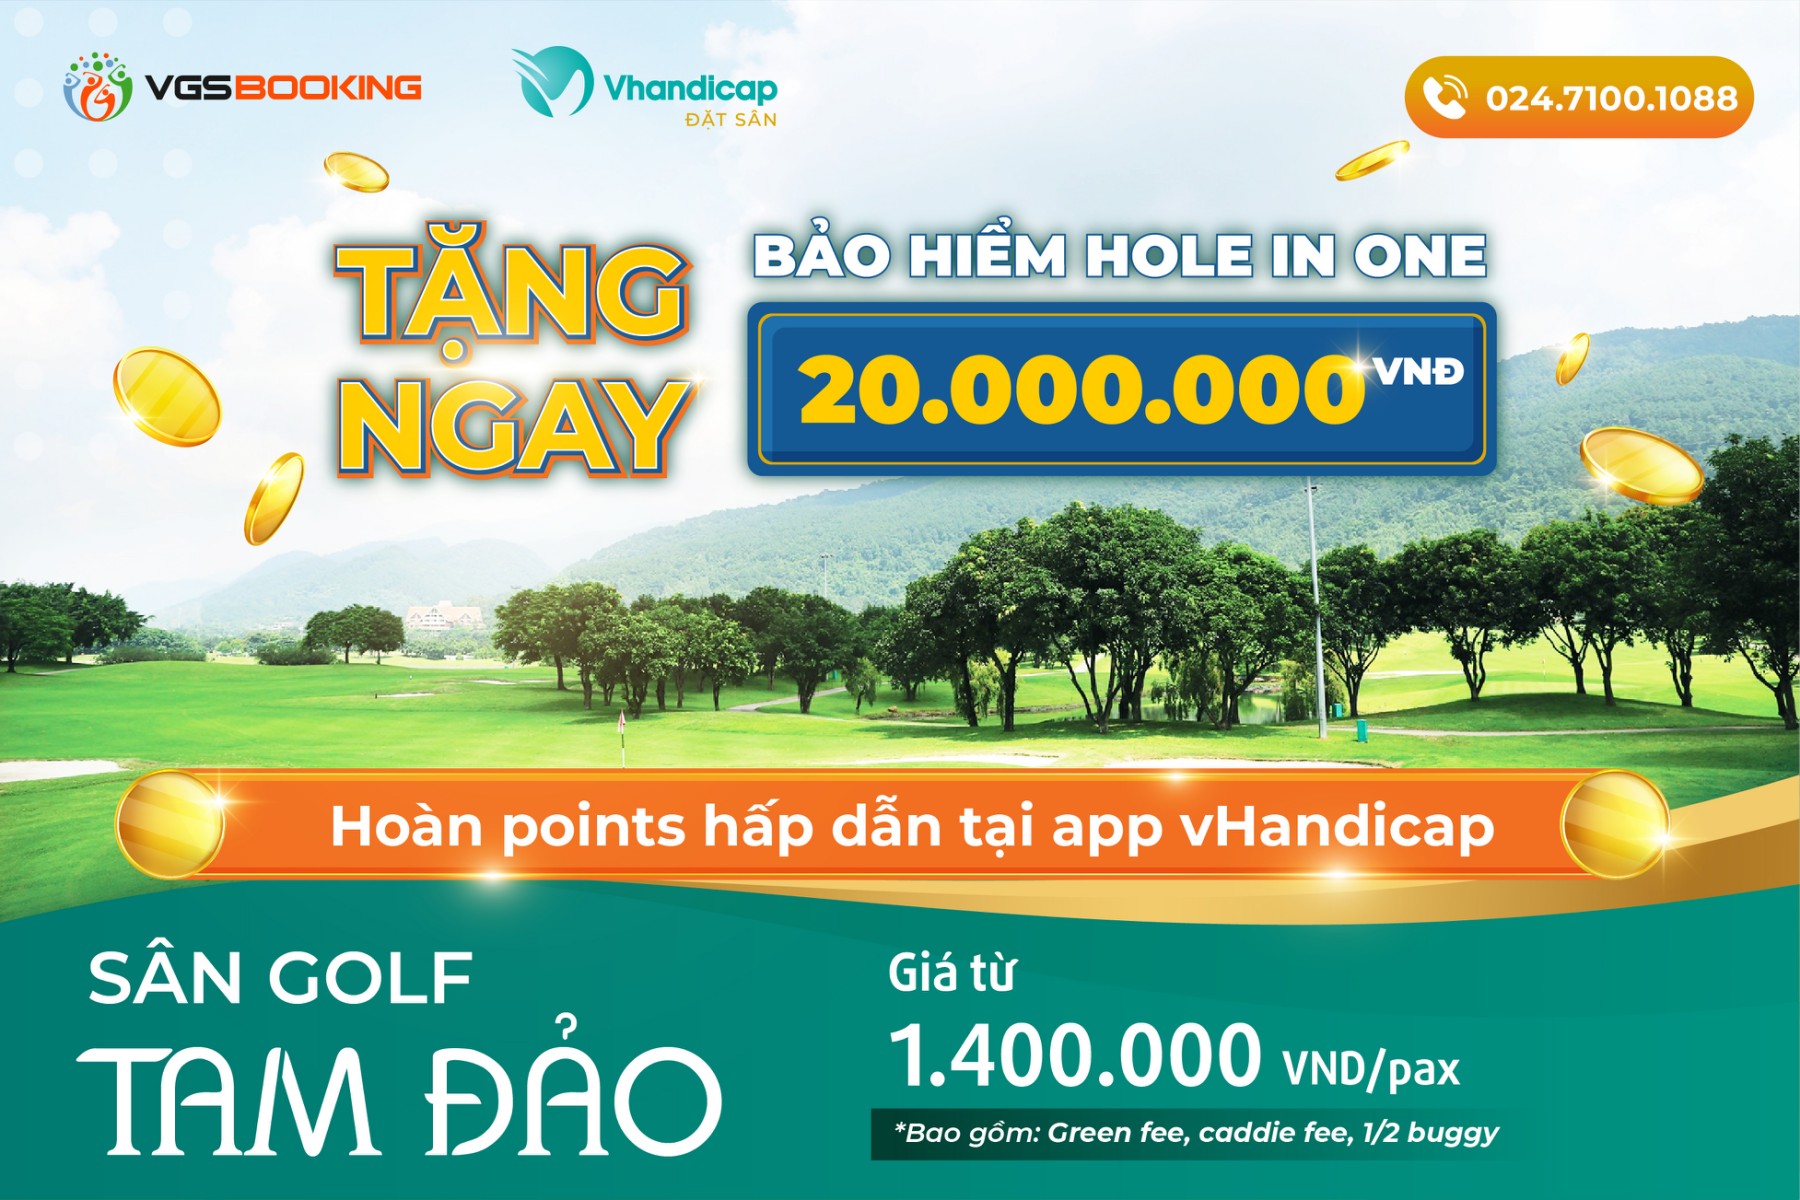 VGSBOOKING
Vhandicap
ĐẶT SÂN
024.7100.1088
TẶNG
NGAY
BẢO HIỂM HOLE IN ONE
20.000.000 VNĐ
Hoàn points hấp dẫn tại app vHandicap
SÂN GOLF
TAM ĐẢO
Giá từ
1.400.000 VND/pax
*Bao gồm: Green fee, caddie fee, 1/2 buggy